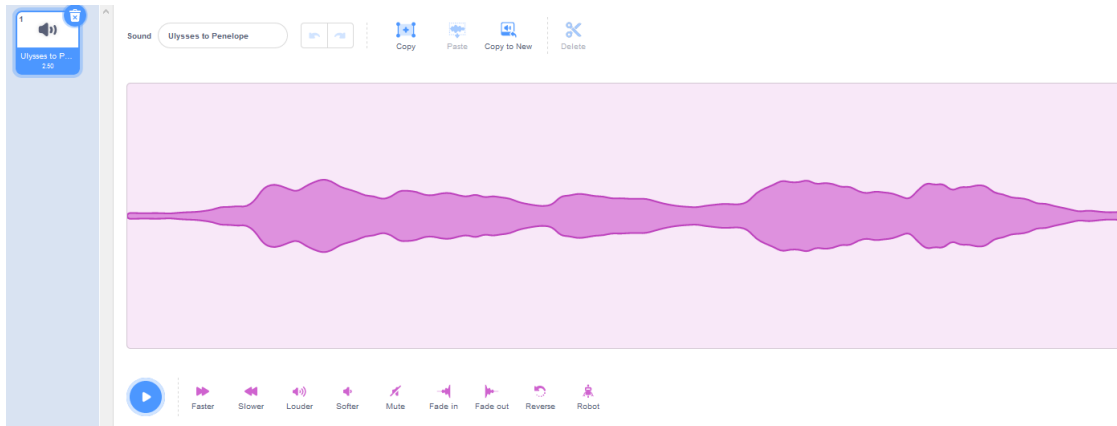 1
Ulysses to P...
2.50
Sound Ulysses to Penelope
Copy Paste Copy to New Delete
Faster Slower Louder Softer Mute Fade in Fade out Reverse Robot